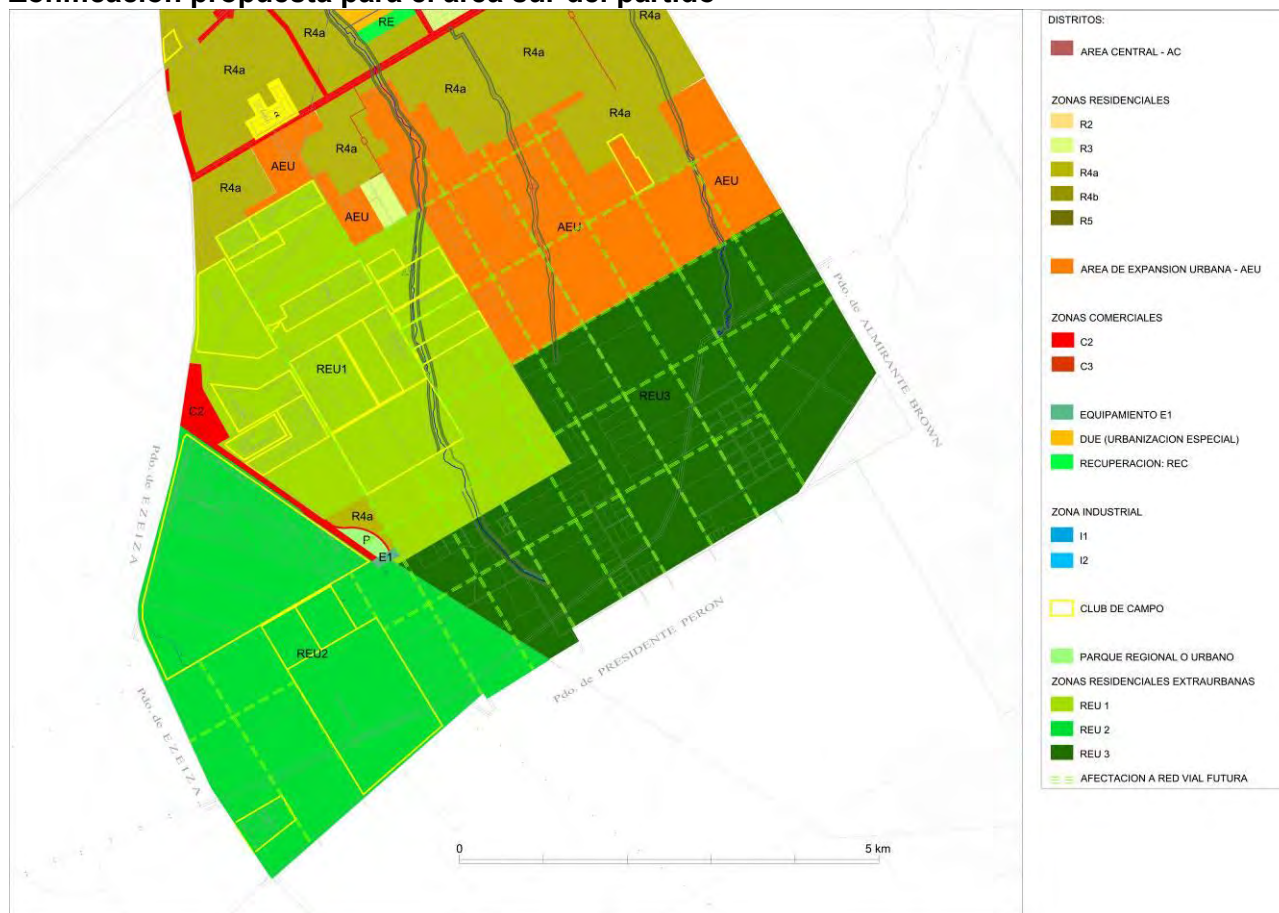 Zonificación propuesta para el área sur del partido
R4a
RE
R4a
R4a
R4a
R4a
R4a
R4a
AEU
R4a
R4a
AEU
AEU
AEU
REU1
REU3
C2
R4a
P
E1
REU2
Pdo. de EZEIZA
Pdo. de EZEIZA
Pdo. de ALMIRANTE BROWN
Pdo. de PRESIDENTE PERON
0
5 km
DISTRITOS:
AREA CENTRAL - AC
ZONAS RESIDENCIALES
R2
R3
R4a
R4b
R5
AREA DE EXPANSION URBANA - AEU
ZONAS COMERCIALES
C2
C3
EQUIPAMIENTO E1
DUE (URBANIZACION ESPECIAL)
RECUPERACION: REC
ZONA INDUSTRIAL
I1
I2
CLUB DE CAMPO
PARQUE REGIONAL O URBANO
ZONAS RESIDENCIALES EXTRAURBANAS
REU 1
REU 2
REU 3
AFECTACION A RED VIAL FUTURA